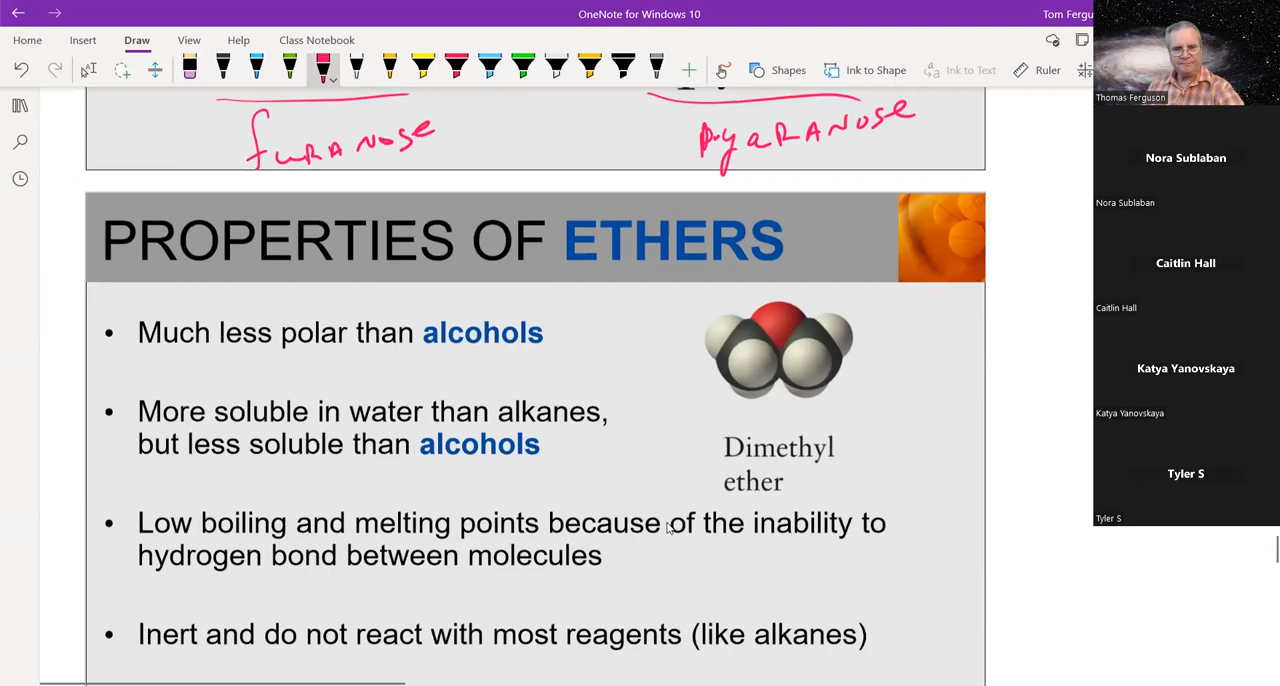 OneNote for Windows 10
Tom Fergu
Home Insert Draw View Help Class Notebook
Shapes Ink to Shape Ink to Text Ruler
furanose
pyaranose
PROPERTIES OF ETHERS
• Much less polar than alcohols
• More soluble in water than alkanes,
but less soluble than alcohols
Dimethyl
ether
• Low boiling and melting points because of the inability to
hydrogen bond between molecules
• Inert and do not react with most reagents (like alkanes)
Thomas Ferguson
Nora Sublaban
Nora Sublaban
Caitlin Hall
Caitlin Hall
Katya Yanovskaya
Katya Yanovskaya
Tyler S
Tyler S